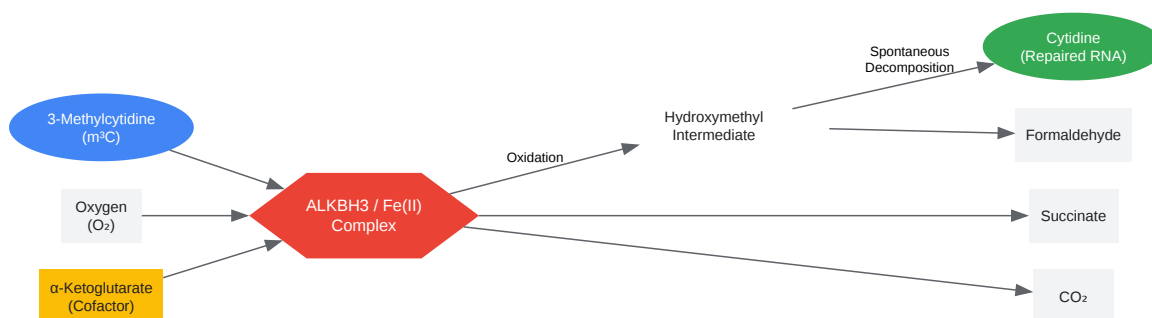 3-Methylcytidine
(m³C)
Oxygen
(O₂)
α-Ketoglutarate
(Cofactor)
ALKBH3 / Fe(II)
Complex
Oxidation
Hydroxymethyl
Intermediate
Spontaneous
Decomposition
Cytidine
(Repaired RNA)
Formaldehyde
Succinate
CO₂